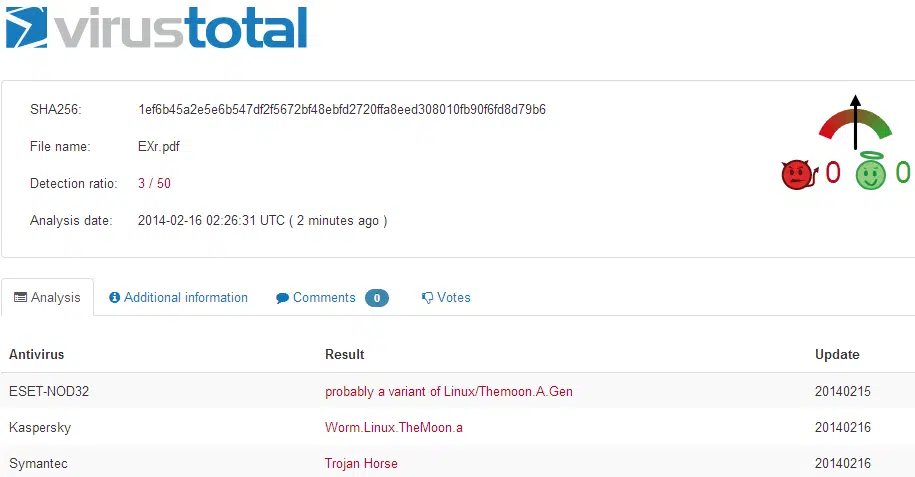 virustotal
SHA256: 1ef6b45a2e5e6b547df2f5672bf48ebfd2720ffa8eed308010fb90f6fd8d79b6
File name: EXr.pdf
Detection ratio: 3 / 50
0 0
Analysis date: 2014-02-16 02:26:31 UTC ( 2 minutes ago )
Analysis Additional information Comments 0 Votes
Antivirus Result Update
ESET-NOD32 probably a variant of Linux/Themoon.A.Gen 20140215
Kaspersky Worm.Linux.TheMoon.a 20140216
Symantec Trojan Horse 20140216